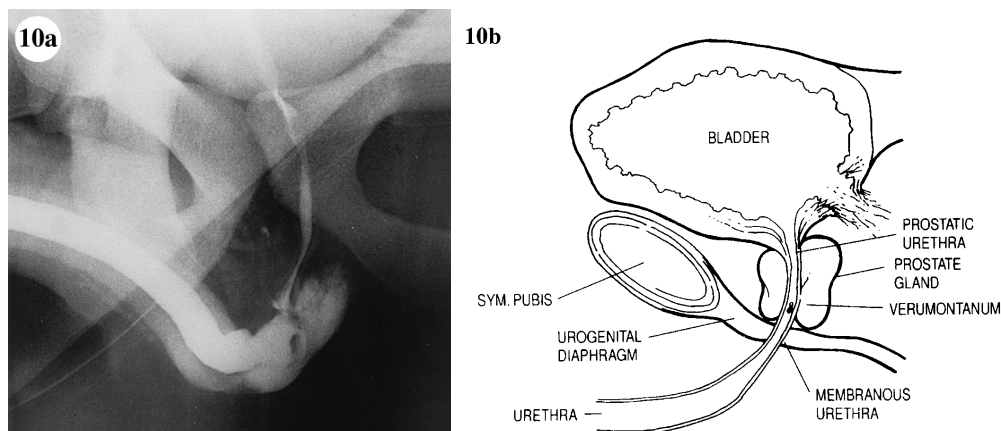 10a
10b
BLADDER
PROSTATIC
URETHRA
PROSTATE
GLAND
VERUMONTANUM
SYM. PUBIS
UROGENITAL
DIAPHRAGM
MEMBRANOUS
URETHRA
URETHRA